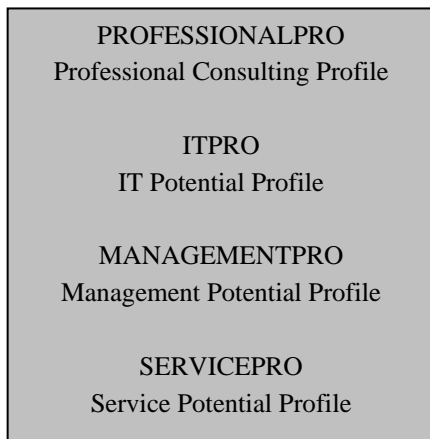 PROFESSIONALPRO
Professional Consulting Profile
ITPRO
IT Potential Profile
MANAGEMENTPRO
Management Potential Profile
SERVICEPRO
Service Potential Profile